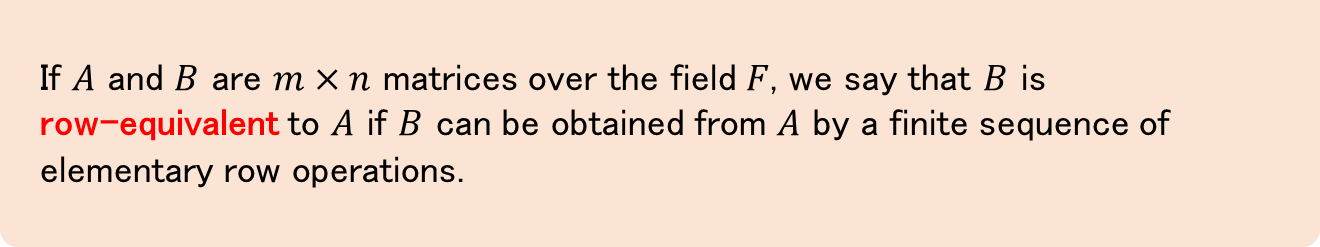 If A and B are m × n matrices over the field F, we say that B is
row-equivalent to A if B can be obtained from A by a finite sequence of
elementary row operations.